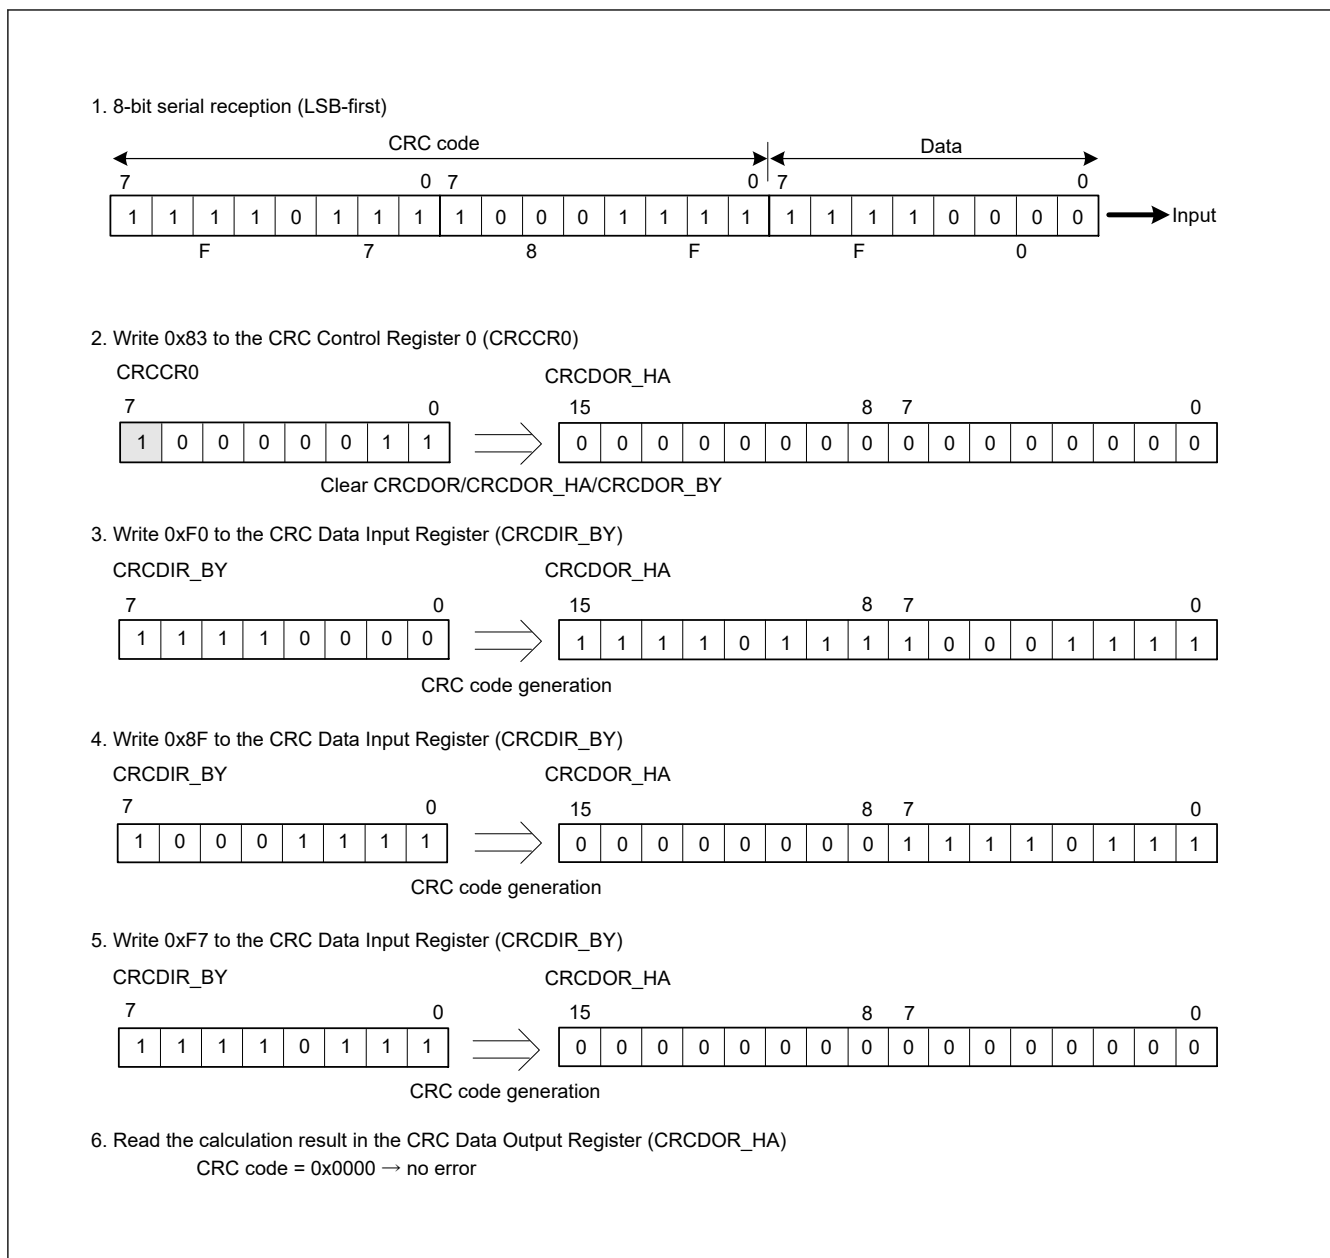 1. 8-bit serial reception (LSB-first)
CRC code Data
7 0 7 0 7 0
1 1 1 1 0 1 1 1 1 0 0 0 1 1 1 1 1 1 1 1 0 0 0 0 Input
F 7 8 F F 0
2. Write 0x83 to the CRC Control Register 0 (CRCCR0)
CRCCR0 CRCDOR_HA
7 0 15 8 7 0
1 0 0 0 0 0 1 1 0 0 0 0 0 0 0 0 0 0 0 0 0 0 0 0
Clear CRCDOR/CRCDOR_HA/CRCDOR_BY
3. Write 0xF0 to the CRC Data Input Register (CRCDIR_BY)
CRCDIR_BY CRCDOR_HA
7 0 15 8 7 0
1 1 1 1 0 0 0 0 1 1 1 1 0 1 1 1 1 0 0 0 1 1 1 1
CRC code generation
4. Write 0x8F to the CRC Data Input Register (CRCDIR_BY)
CRCDIR_BY CRCDOR_HA
7 0 15 8 7 0
1 0 0 0 1 1 1 1 0 0 0 0 0 0 0 0 1 1 1 1 0 1 1 1
CRC code generation
5. Write 0xF7 to the CRC Data Input Register (CRCDIR_BY)
CRCDIR_BY CRCDOR_HA
7 0 15 8 7 0
1 1 1 1 0 1 1 1 0 0 0 0 0 0 0 0 0 0 0 0 0 0 0 0
CRC code generation
6. Read the calculation result in the CRC Data Output Register (CRCDOR_HA)
CRC code = 0x0000 → no error